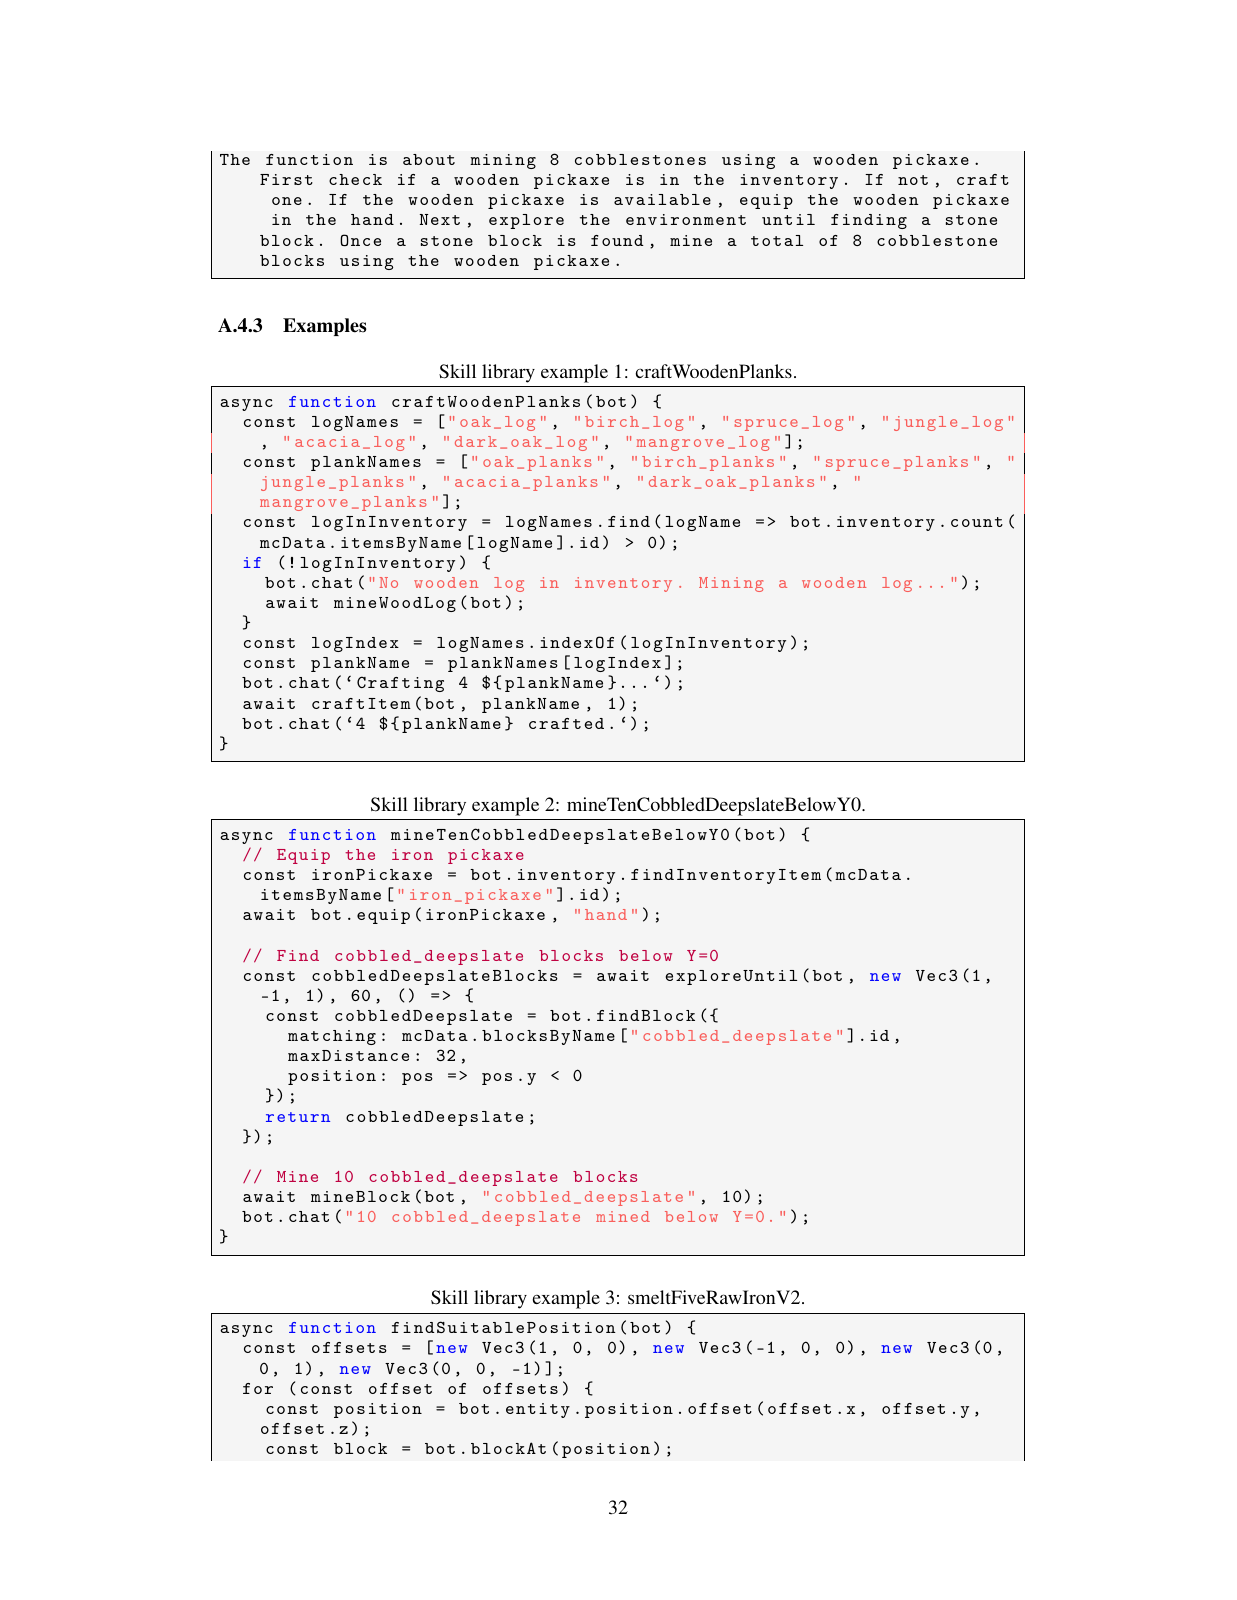 The function is about mining 8 cobblestones using a wooden pickaxe.
First check if a wooden pickaxe is in the inventory. If not, craft
one. If the wooden pickaxe is available, equip the wooden pickaxe
in the hand. Next, explore the environment until finding a stone
block. Once a stone block is found, mine a total of 8 cobblestone
blocks using the wooden pickaxe.
A.4.3 Examples
Skill library example 1: craftWoodenPlanks.
async function craftWoodenPlanks(bot) {
const logNames = ["oak_log", "birch_log", "spruce_log", "jungle_log"
, "acacia_log", "dark_oak_log", "mangrove_log"];
const plankNames = ["oak_planks", "birch_planks", "spruce_planks", "
jungle_planks", "acacia_planks", "dark_oak_planks", "
mangrove_planks"];
const logInInventory = logNames.find(logName => bot.inventory.count(
mcData.itemsByName[logName].id) > 0);
if (!logInInventory) {
bot.chat("No wooden log in inventory. Mining a wooden log...");
await mineWoodLog(bot);
}
const logIndex = logNames.indexOf(logInInventory);
const plankName = plankNames[logIndex];
bot.chat(‘Crafting 4 ${plankName}...‘);
await craftItem(bot, plankName, 1);
bot.chat(‘4 ${plankName} crafted.‘);
}
Skill library example 2: mineTenCobbledDeepslateBelowY0.
async function mineTenCobbledDeepslateBelowY0(bot) {
// Equip the iron pickaxe
const ironPickaxe = bot.inventory.findInventoryItem(mcData.
itemsByName["iron_pickaxe"].id);
await bot.equip(ironPickaxe, "hand");
// Find cobbled_deepslate blocks below Y=0
const cobbledDeepslateBlocks = await exploreUntil(bot, new Vec3(1,
-1, 1), 60, () => {
const cobbledDeepslate = bot.findBlock({
matching: mcData.blocksByName["cobbled_deepslate"].id,
maxDistance: 32,
position: pos => pos.y < 0
});
return cobbledDeepslate;
});
// Mine 10 cobbled_deepslate blocks
await mineBlock(bot, "cobbled_deepslate", 10);
bot.chat("10 cobbled_deepslate mined below Y=0.");
}
Skill library example 3: smeltFiveRawIronV2.
async function findSuitablePosition(bot) {
const offsets = [new Vec3(1, 0, 0), new Vec3(-1, 0, 0), new Vec3(0,
0, 1), new Vec3(0, 0, -1)];
for (const offset of offsets) {
const position = bot.entity.position.offset(offset.x, offset.y,
offset.z);
const block = bot.blockAt(position);
32